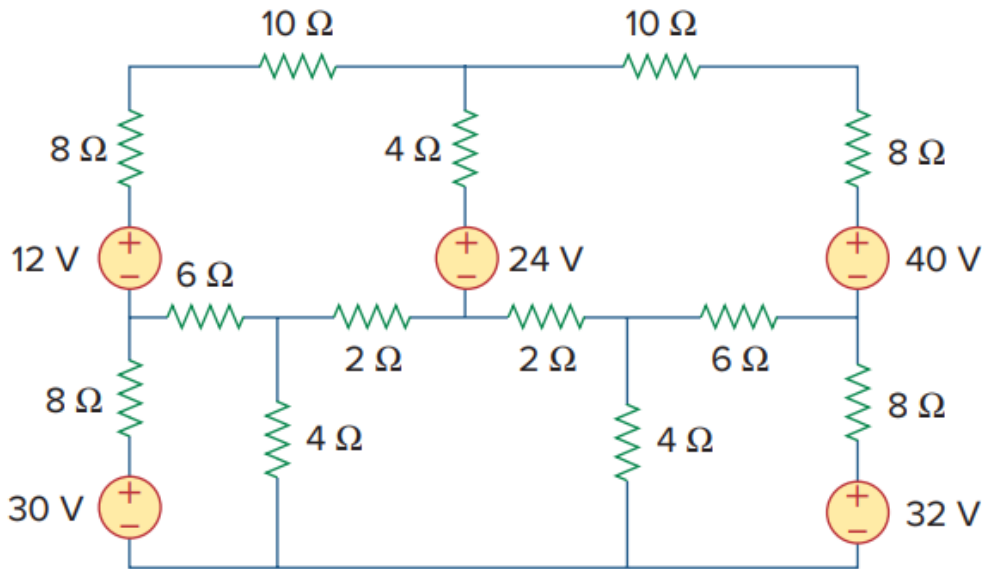 10 Ω 10 Ω
8 Ω 4 Ω 8 Ω
12 V + − 24 V + − 40 V + −
6 Ω
2 Ω 2 Ω 6 Ω
8 Ω 8 Ω
4 Ω 4 Ω
30 V + − 32 V + −